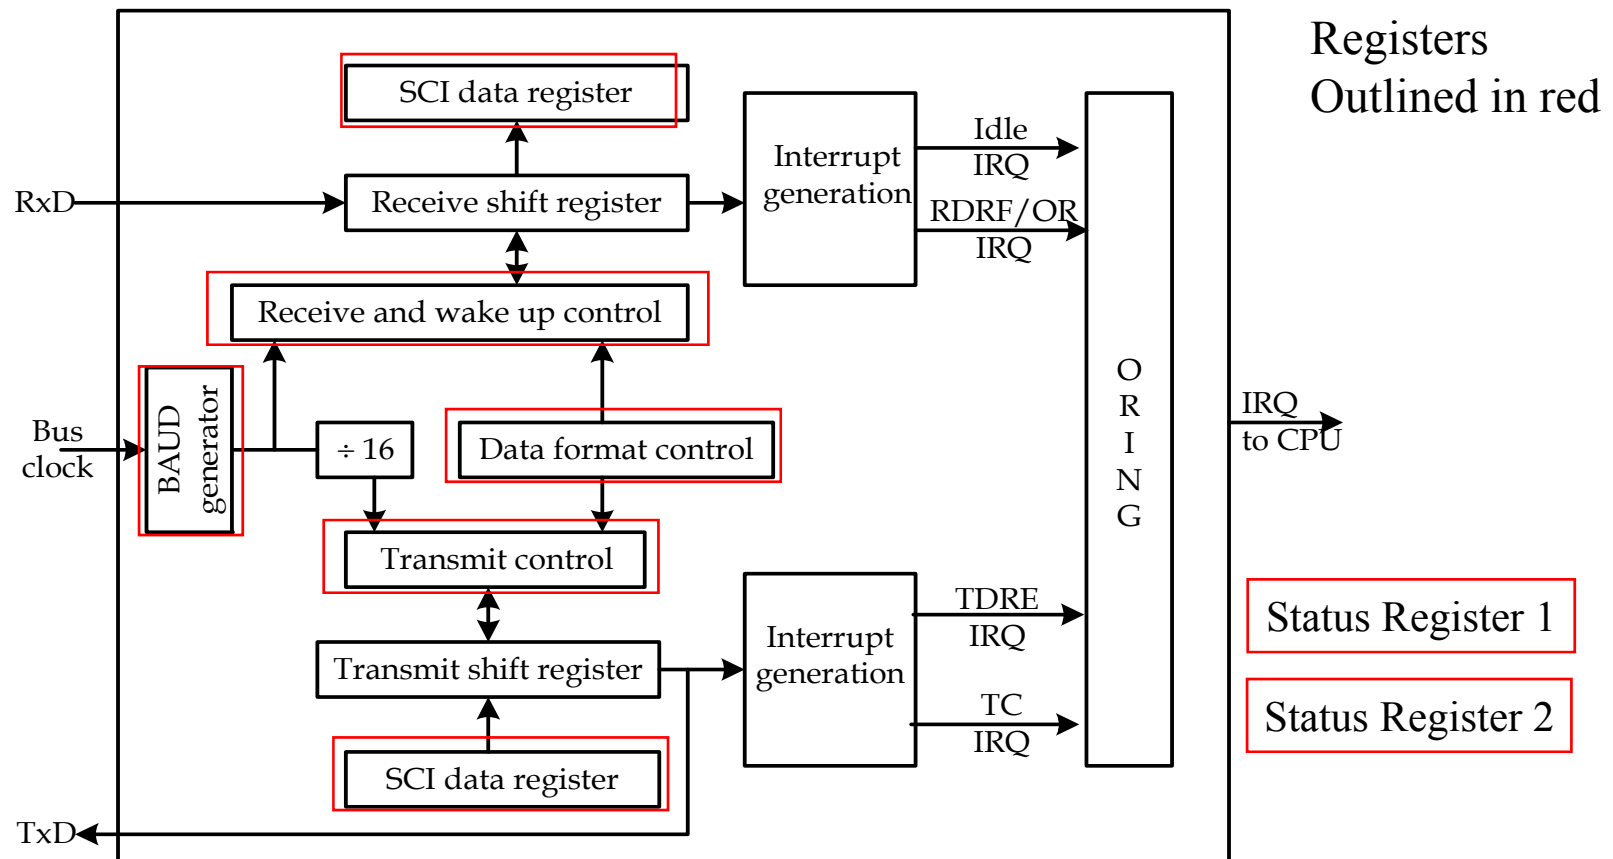 Registers
Outlined in red
SCI data register
Interrupt
generation
Idle
IRQ
RxD
Receive shift register
RDRF/OR
IRQ
Receive and wake up control
O
R
I
N
G
Bus
clock
BAUD
generator
÷ 16
Data format control
IRQ
to CPU
Transmit control
Interrupt
generation
TDRE
IRQ
Status Register 1
Transmit shift register
TC
IRQ
Status Register 2
SCI data register
TxD